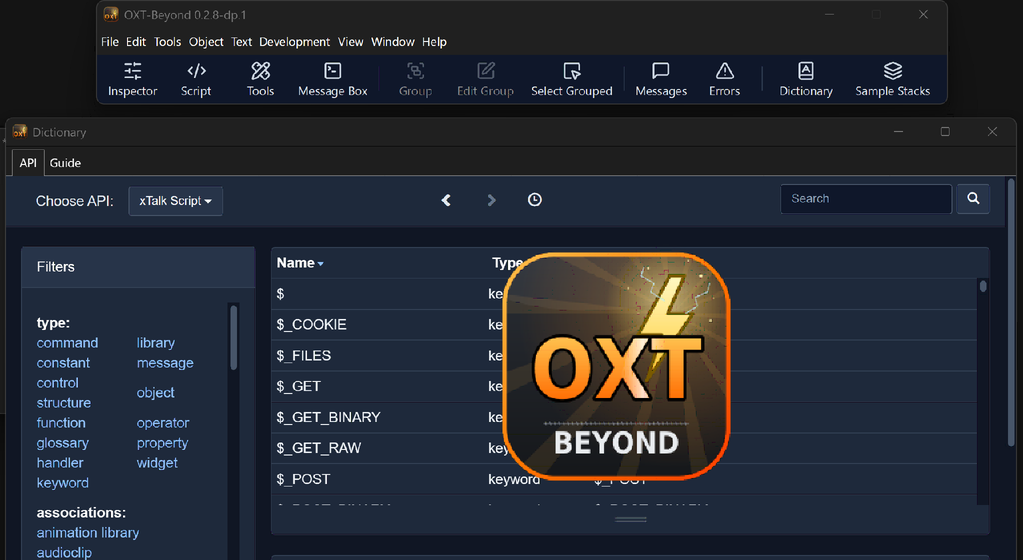 OXT-Beyond 0.2.8-dp.1
File Edit Tools Object Text Development View Window Help
Inspector Script Tools Message Box Group Edit Group Select Grouped Messages Errors Dictionary Sample Stacks
Dictionary
API Guide
Choose API: xTalk Script Search
Filters
Name Type
$ ke
$_COOKIE ke
$_FILES ke
$_GET ke
$_GET_BINARY ke
$_GET_RAW key
$_POST keyword $_POST
type:
command library
constant message
control
structure object
function operator
glossary property
handler widget
keyword
associations:
animation library
audioclip
OXT
BEYOND